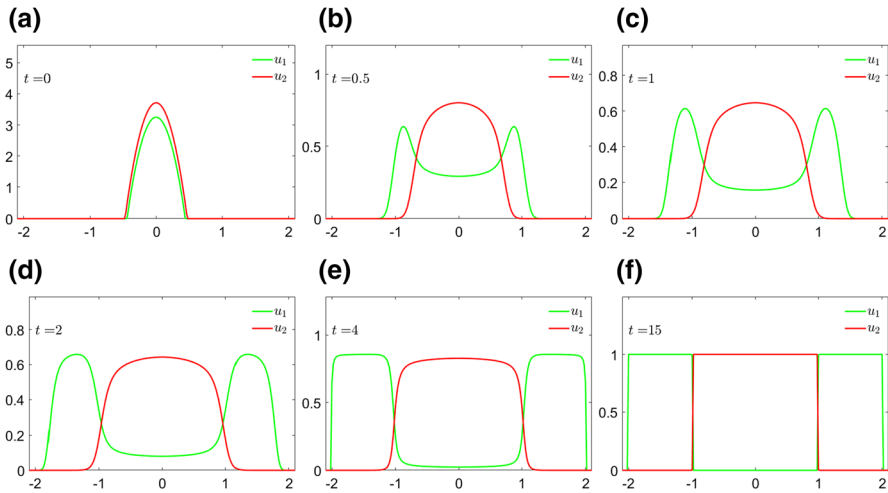 (a)
(b)
(c)
5
4
3
2
1
0
t =0
u₁
u₂
-2 -1 0 1 2
1
0.5
0
t =0.5
u₁
u₂
-2 -1 0 1 2
0.8
0.6
0.4
0.2
0
t =1
u₁
u₂
-2 -1 0 1 2
(d)
(e)
(f)
0.8
0.6
0.4
0.2
0
t =2
u₁
u₂
-2 -1 0 1 2
1
0.5
0
t =4
u₁
u₂
-2 -1 0 1 2
1
0.5
0
t =15
u₁
u₂
-2 -1 0 1 2